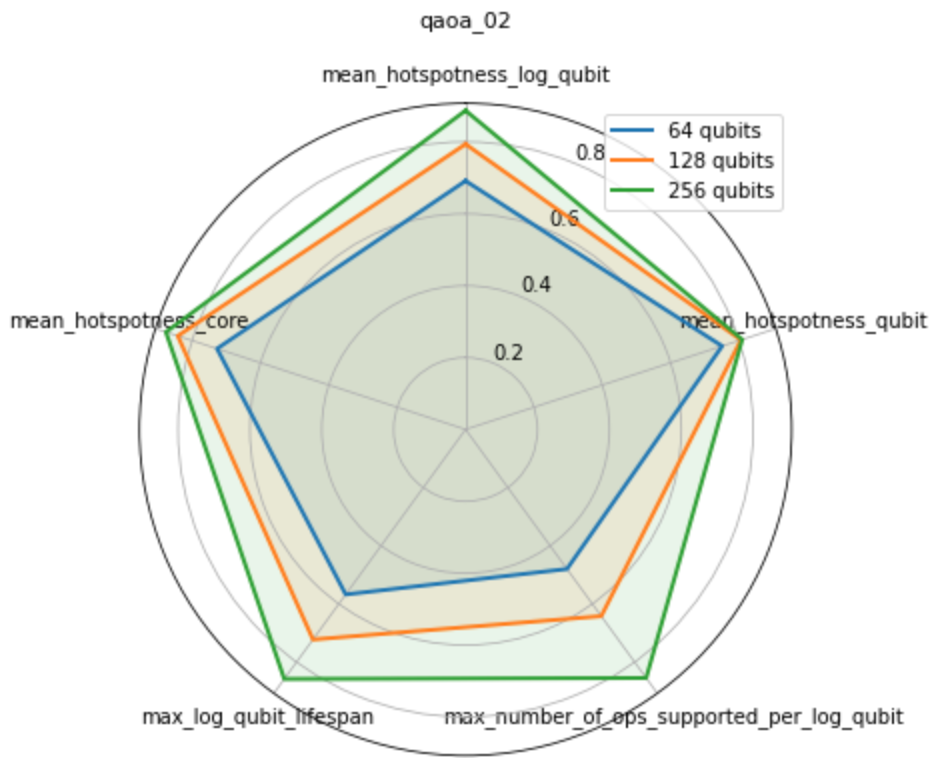 qaoa_02
mean_hotspotness_log_qubit
64 qubits
128 qubits
256 qubits
0.8
0.6
0.4
0.2
mean_hotspotness_core
mean_hotspotness_qubit
max_log_qubit_lifespan
max_number_of_ops_supported_per_log_qubit